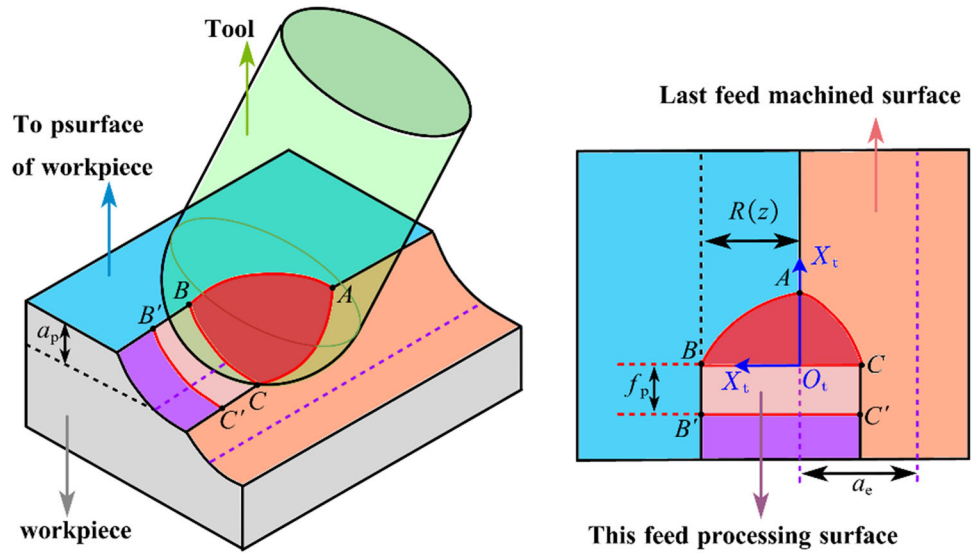 Tool
To psurface
of workpiece
B'
B
A
a_p
C
C'
workpiece
Last feed machined surface
R(z)
X_t
A
B
C
X_t
O_t
f_p
B'
C'
a_e
This feed processing surface